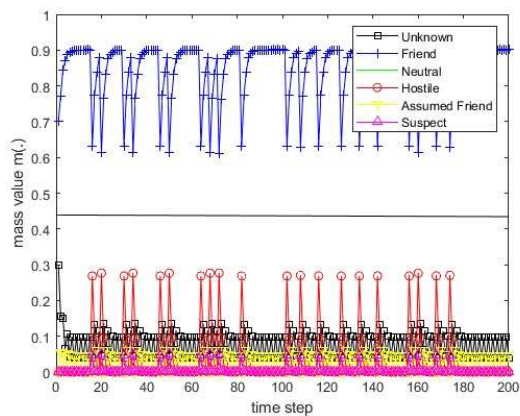 1
0.9
0.8
0.7
0.6
0.5
0.4
0.3
0.2
0.1
0
mass value m(.)
Unknown
Friend
Neutral
Hostile
Assumed Friend
Suspect
0 20 40 60 80 100 120 140 160 180 200
time step